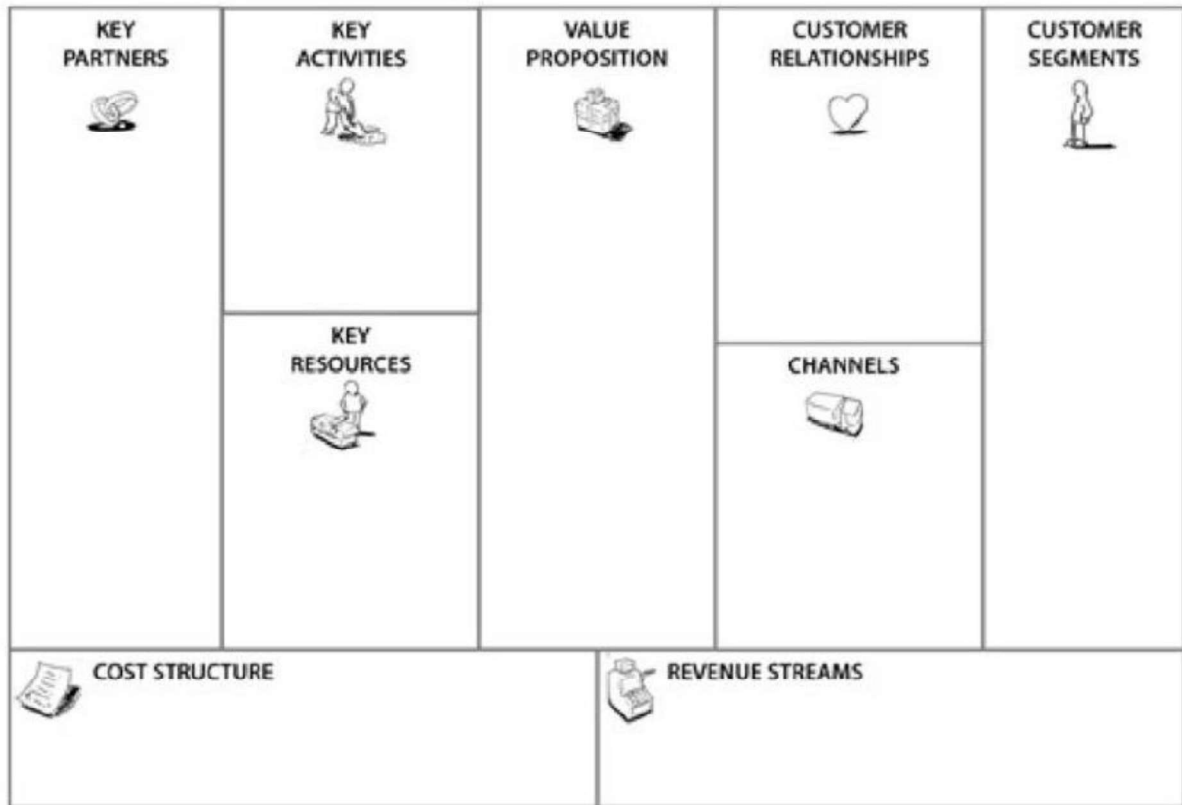 KEY
PARTNERS
KEY
ACTIVITIES
VALUE
PROPOSITION
CUSTOMER
RELATIONSHIPS
CUSTOMER
SEGMENTS
KEY
RESOURCES
CHANNELS
COST STRUCTURE
REVENUE STREAMS